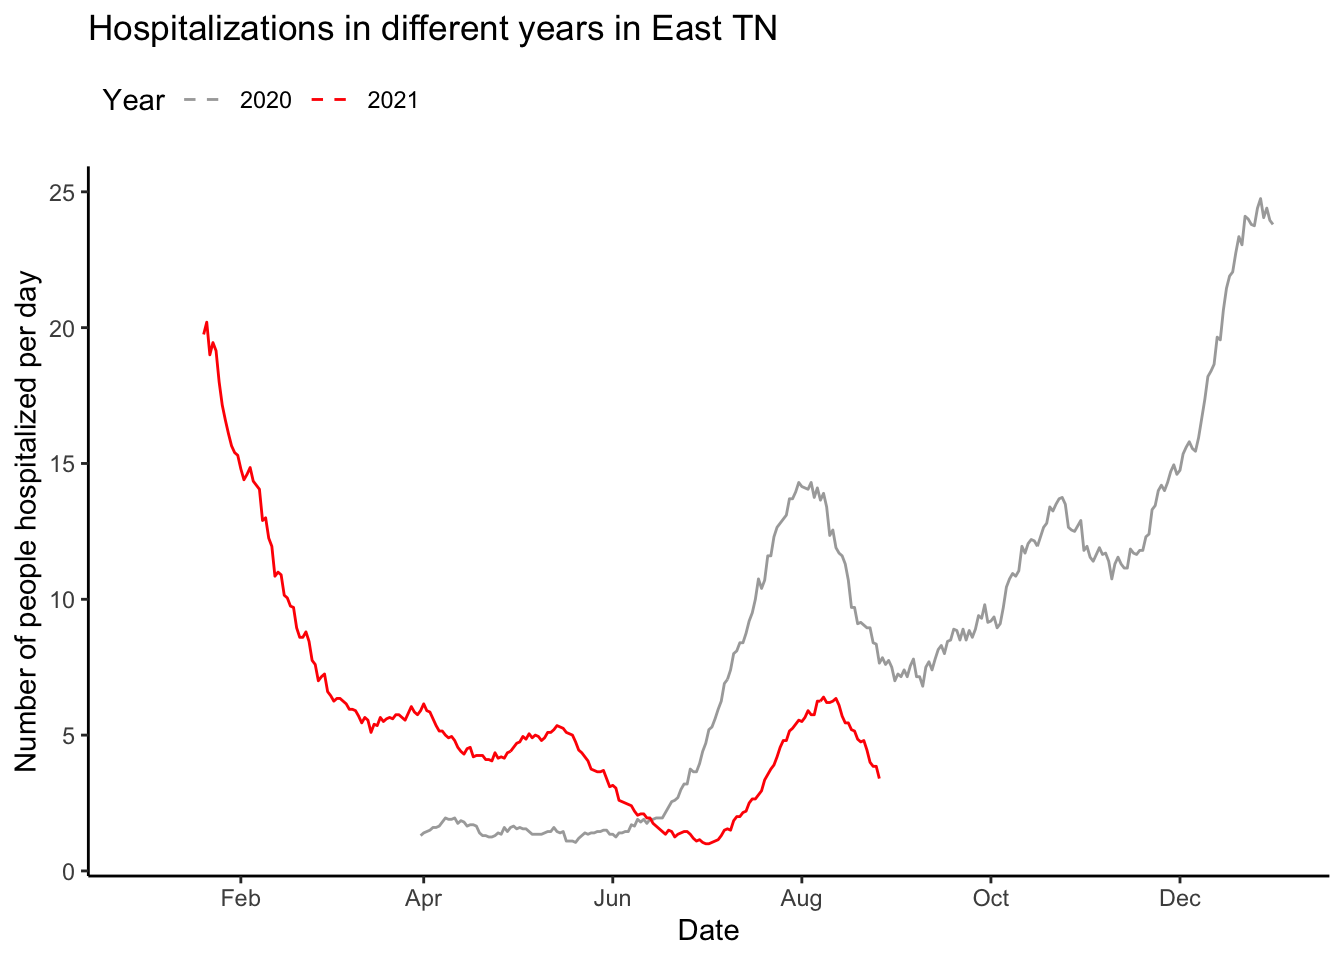 Hospitalizations in different years in East TN
Year 2020 2021
25
20
15
10
5
0
Number of people hospitalized per day
Feb Apr Jun Aug Oct Dec
Date